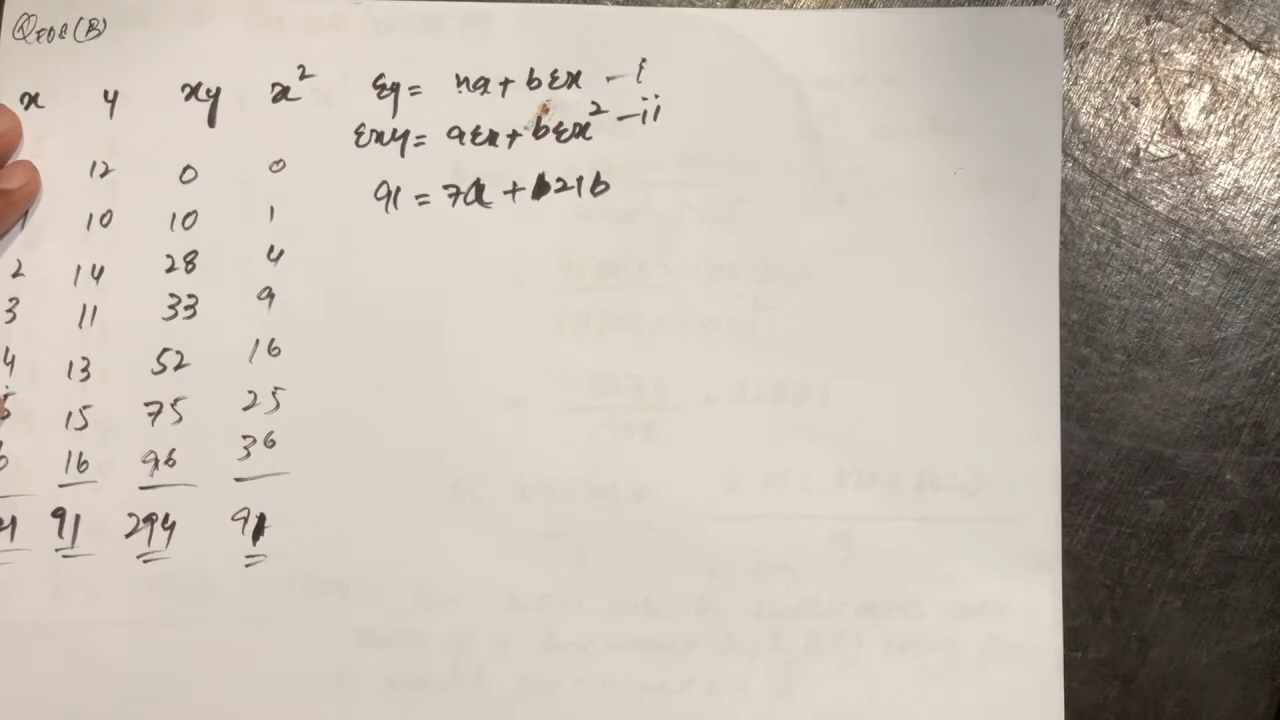 x y xy x²
12 0 0
10 10 1
2 14 28 4
3 11 33 9
4 13 52 16
5 15 75 25
16 96 36
91 294 91
Σy = na + bΣx - i
Σxy = aΣx + bΣx² - ii
91 = 7a + 21b